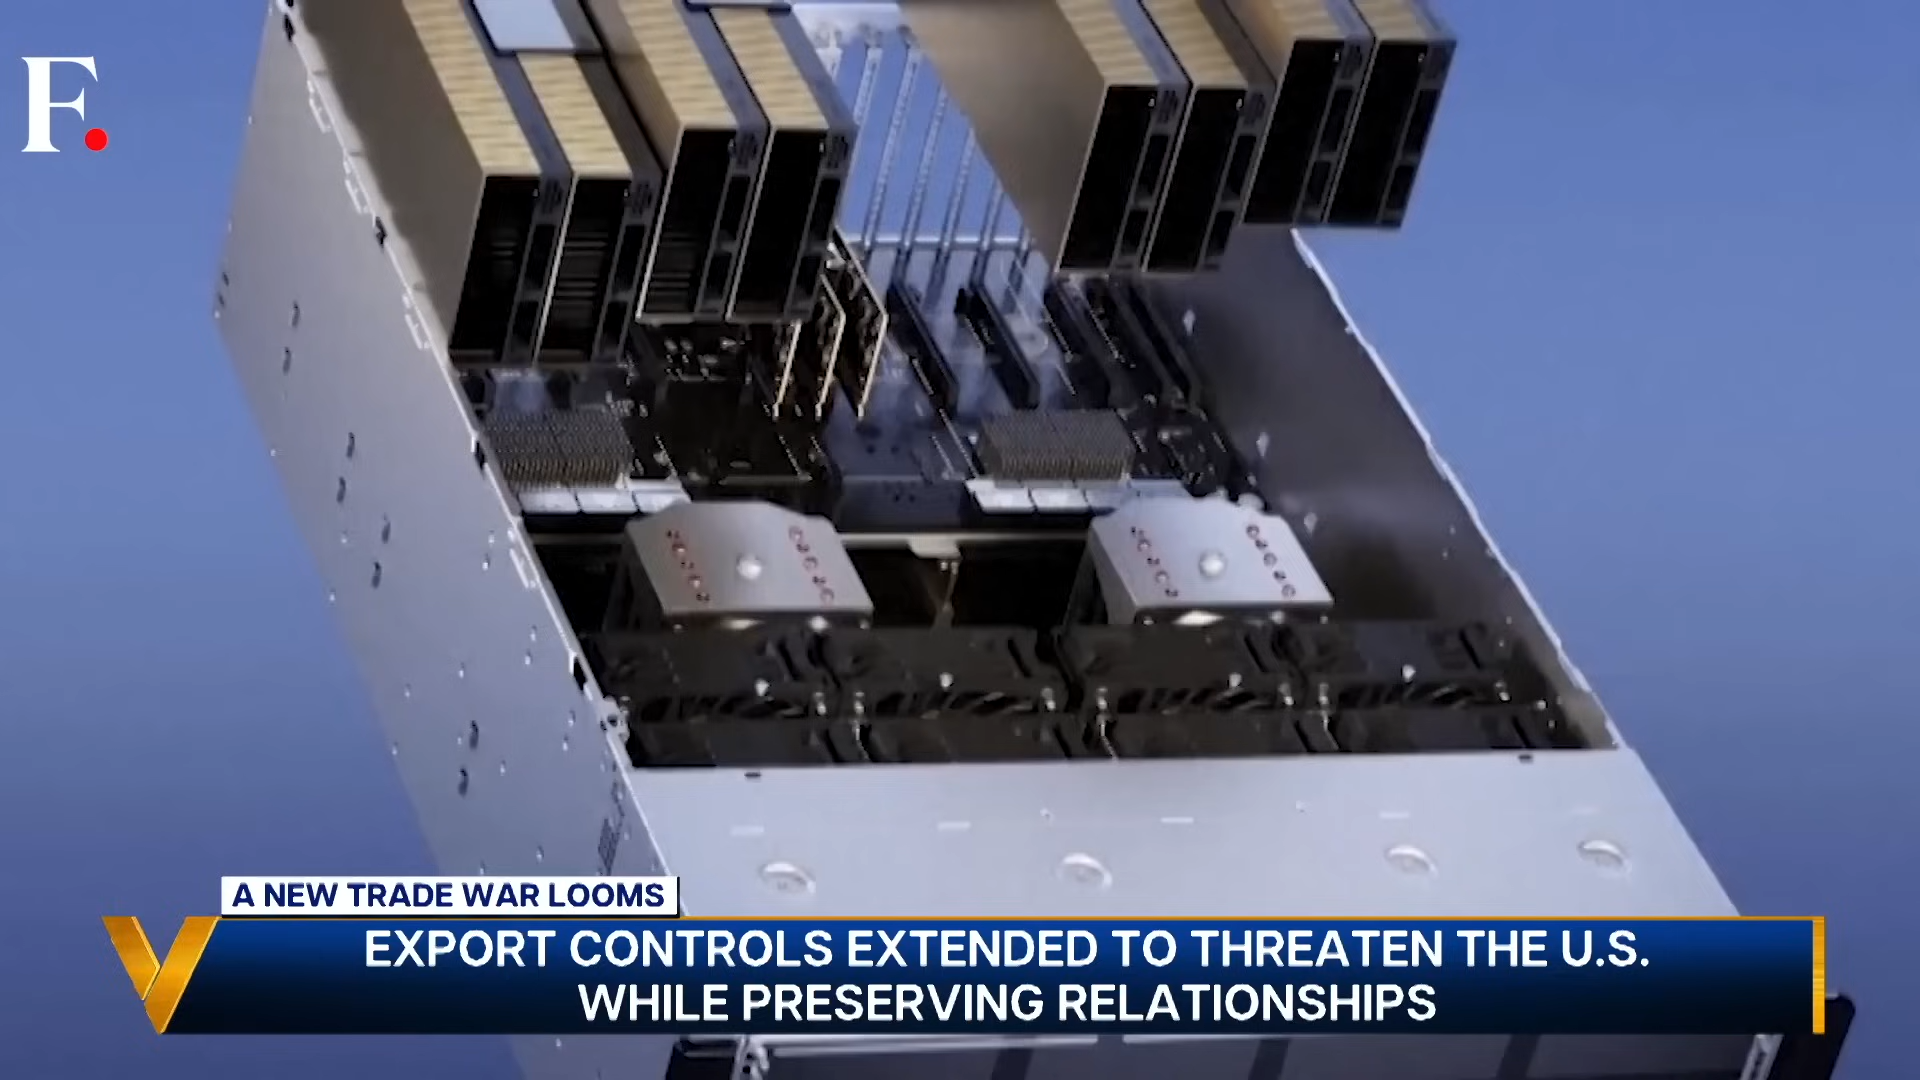 F.
A NEW TRADE WAR LOOMS
EXPORT CONTROLS EXTENDED TO THREATEN THE U.S.
WHILE PRESERVING RELATIONSHIPS